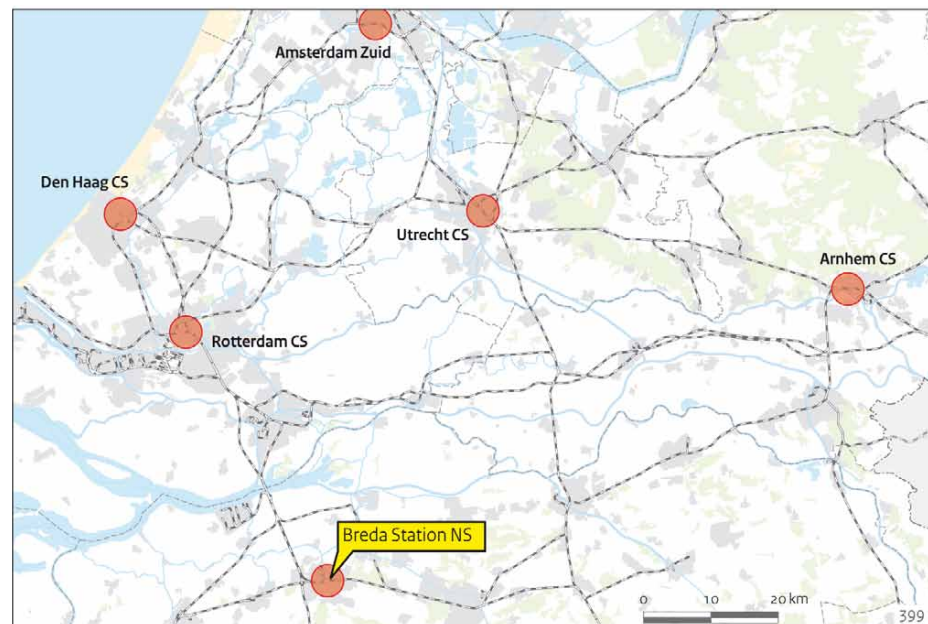 Amsterdam Zuid
Den Haag CS
Utrecht CS
Arnhem CS
Rotterdam CS
Breda Station NS
0 10 20 km
399